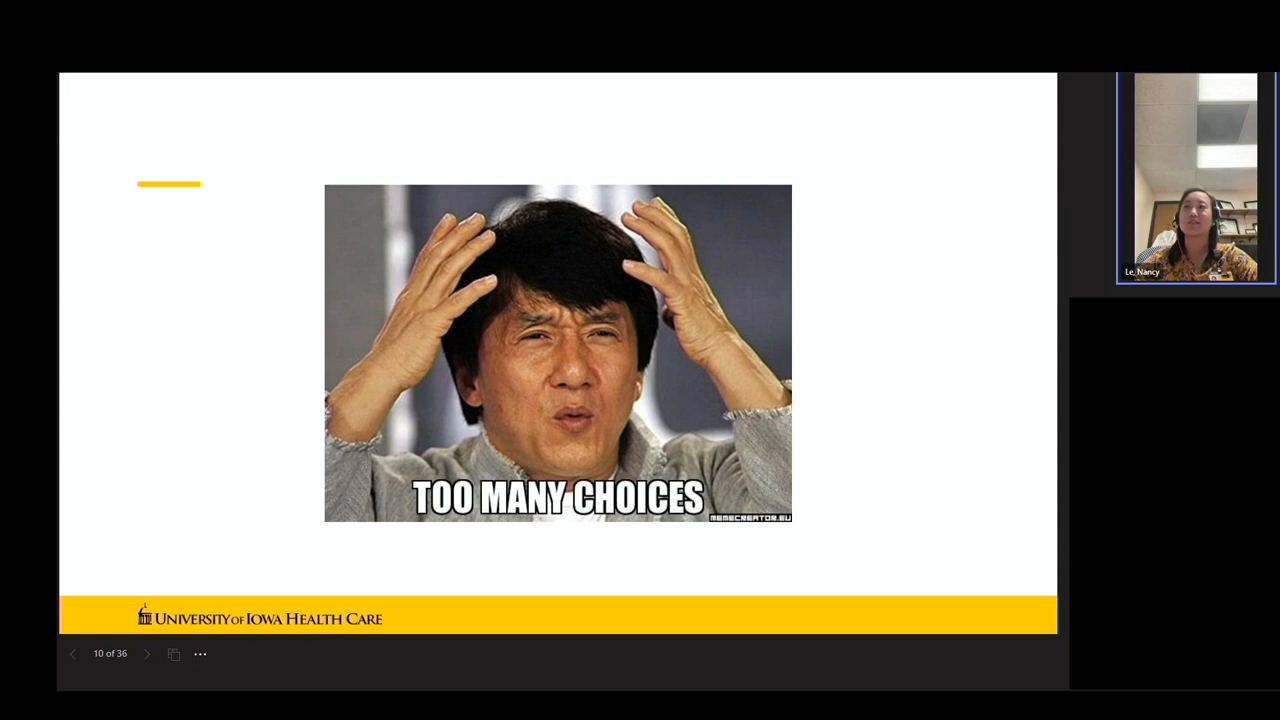 Le, Nancy
TOO MANY CHOICES
MEMECREATOR.EU
UNIVERSITY OF IOWA HEALTH CARE
10 of 36